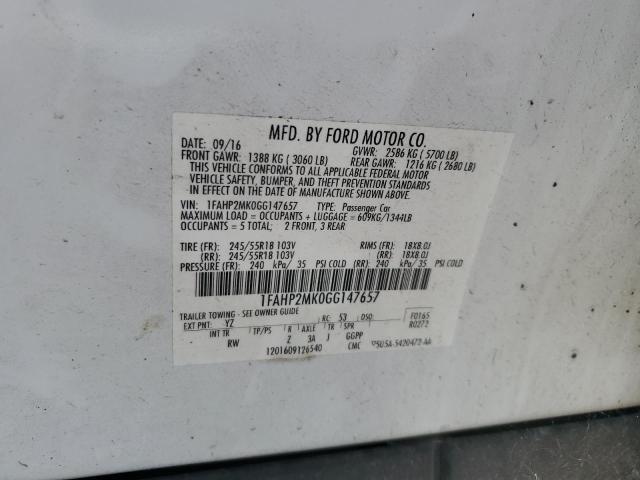 MFD. BY FORD MOTOR CO.
DATE: 09/16 GVWR: 2586 KG ( 5700 LB)
FRONT GAWR: 1388 KG ( 3060 LB) REAR GAWR: 1216 KG ( 2680 LB)
THIS VEHICLE CONFORMS TO ALL APPLICABLE FEDERAL MOTOR
VEHICLE SAFETY, BUMPER, AND THEFT PREVENTION STANDARDS
IN EFFECT ON THE DATE OF MANUFACTURE SHOWN ABOVE.
VIN: 1FAHP2MK0GG147657 TYPE: Passenger Car
MAXIMUM LOAD = OCCUPANTS + LUGGAGE = 609KG/1344LB
OCCUPANTS = 5 TOTAL; 2 FRONT, 3 REAR
TIRE (FR): 245/55R18 103V RIMS (FR): 18X8.0J
(RR): 245/55R18 103V (RR): 18X8.0J
PRESSURE (FR): 240 kPa/ 35 PSI COLD (RR): 240 kPa/ 35 PSI COLD
1FAHP2MK0GG147657
TRAILER TOWING - SEE OWNER GUIDE
EXT PNT: YZ RC: 53 DSO: F0165
INT TR TP/PS R AXLE TR SPR R0272
RW Z 3A J GGPP
1201609126540 CMC